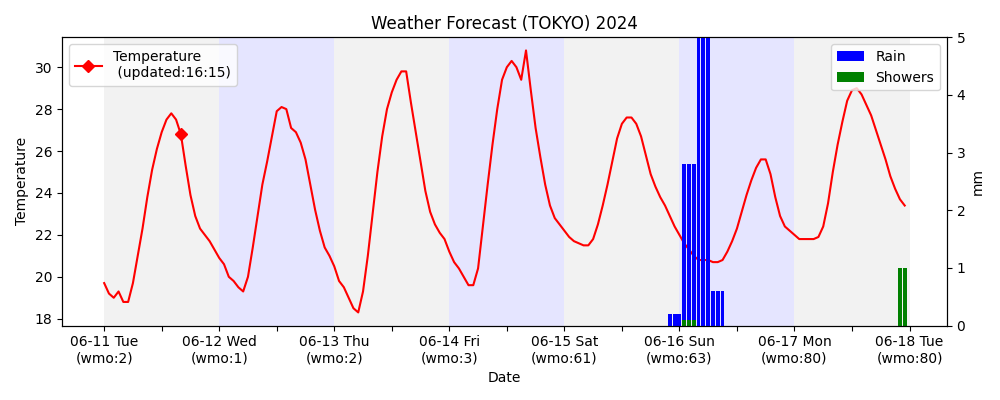 Weather Forecast (TOKYO) 2024
Temperature
(updated:16:15)
Rain
Showers
Temperature
30
28
26
24
22
20
18
5
4
3
2
1
0
mm
06-11 Tue
(wmo:2)
06-12 Wed
(wmo:1)
06-13 Thu
(wmo:2)
06-14 Fri
(wmo:3)
06-15 Sat
(wmo:61)
06-16 Sun
(wmo:63)
06-17 Mon
(wmo:80)
06-18 Tue
(wmo:80)
Date